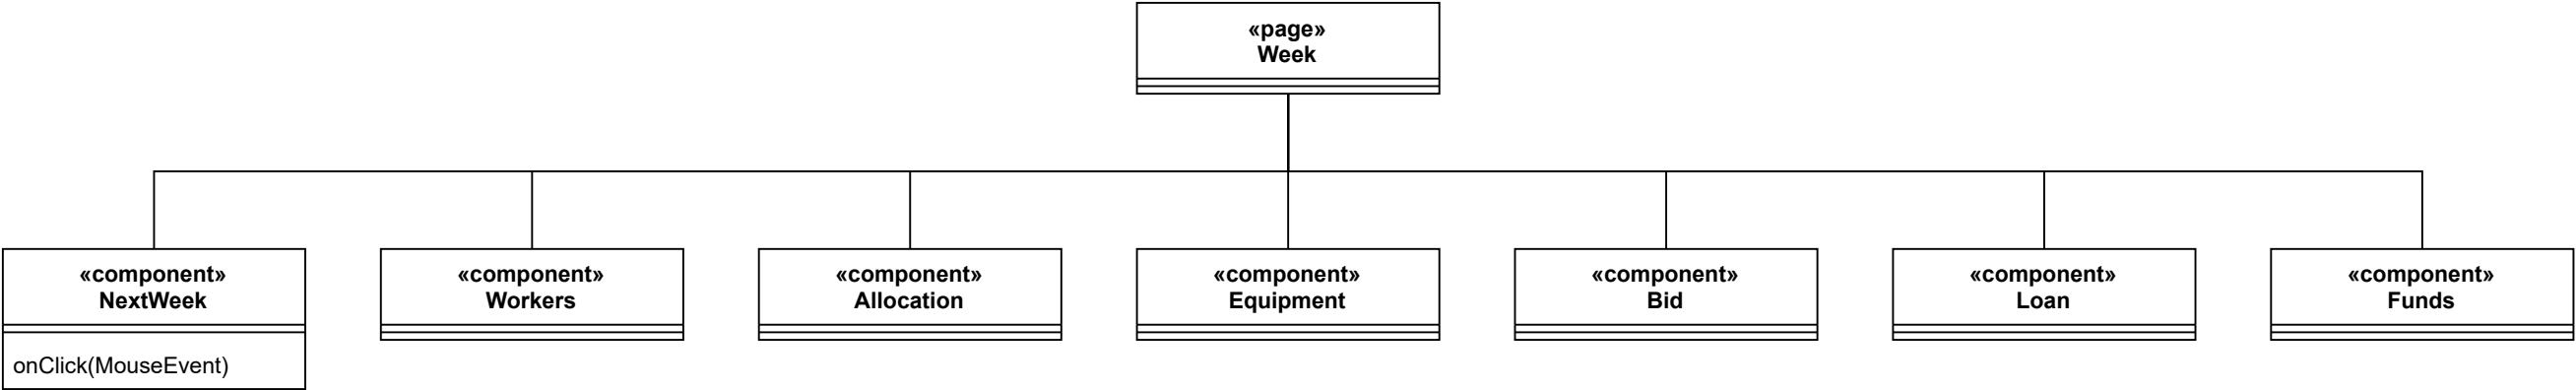 «page»
Week
«component»
NextWeek
onClick(MouseEvent)
«component»
Workers
«component»
Allocation
«component»
Equipment
«component»
Bid
«component»
Loan
«component»
Funds